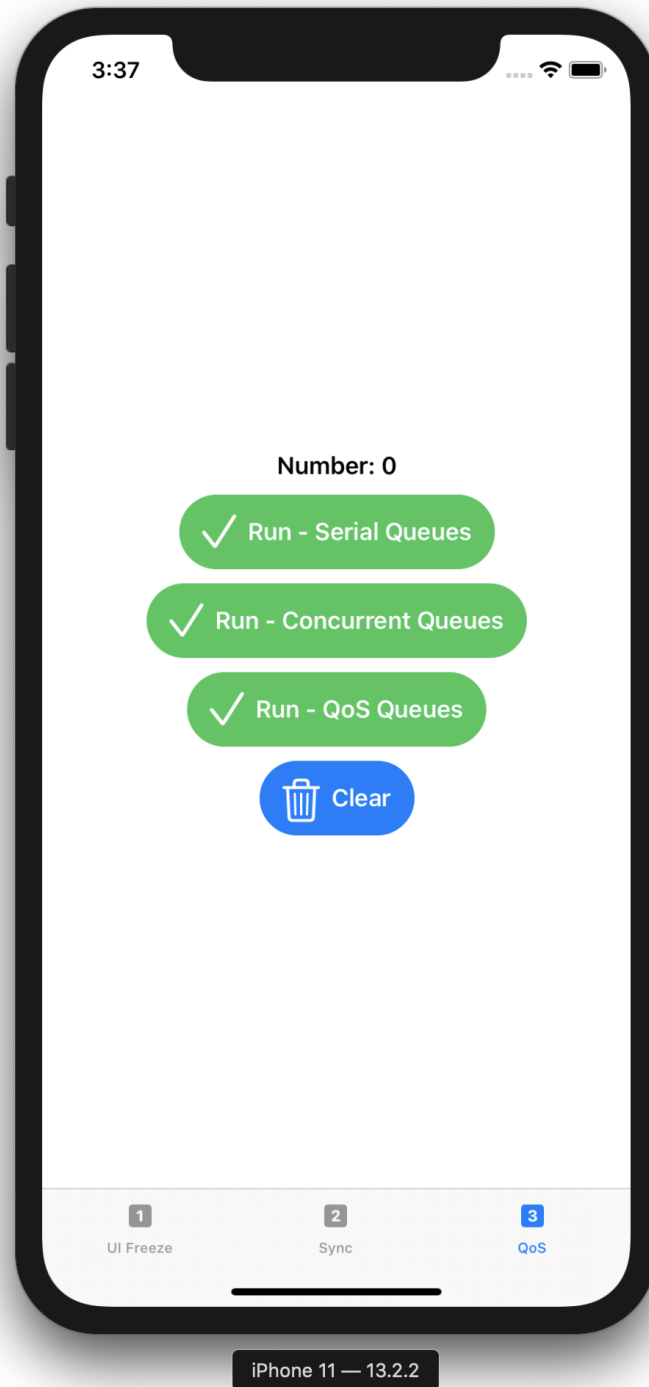 3:37
Number: 0
Run - Serial Queues
Run - Concurrent Queues
Run - QoS Queues
Clear
1 2 3
UI Freeze Sync QoS
iPhone 11 — 13.2.2